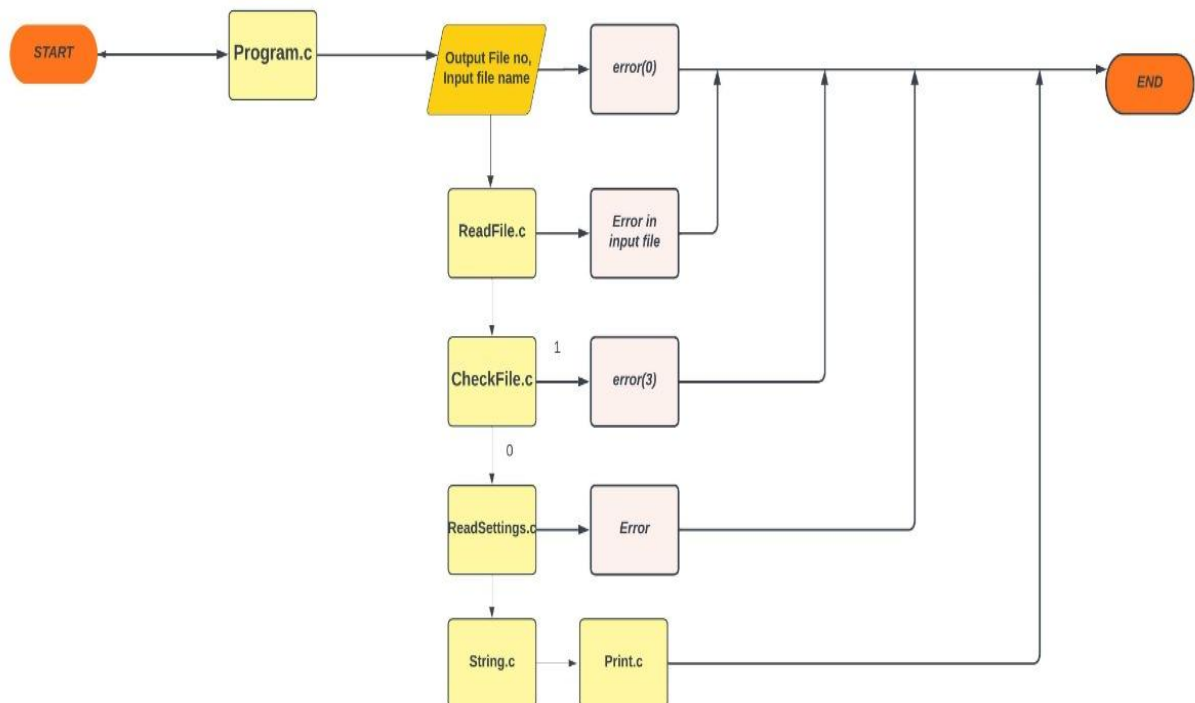 START
Program.c
Output File no,
Input file name
error(0)
END
ReadFile.c
Error in
input file
CheckFile.c
1
error(3)
0
ReadSettings.c
Error
String.c
Print.c